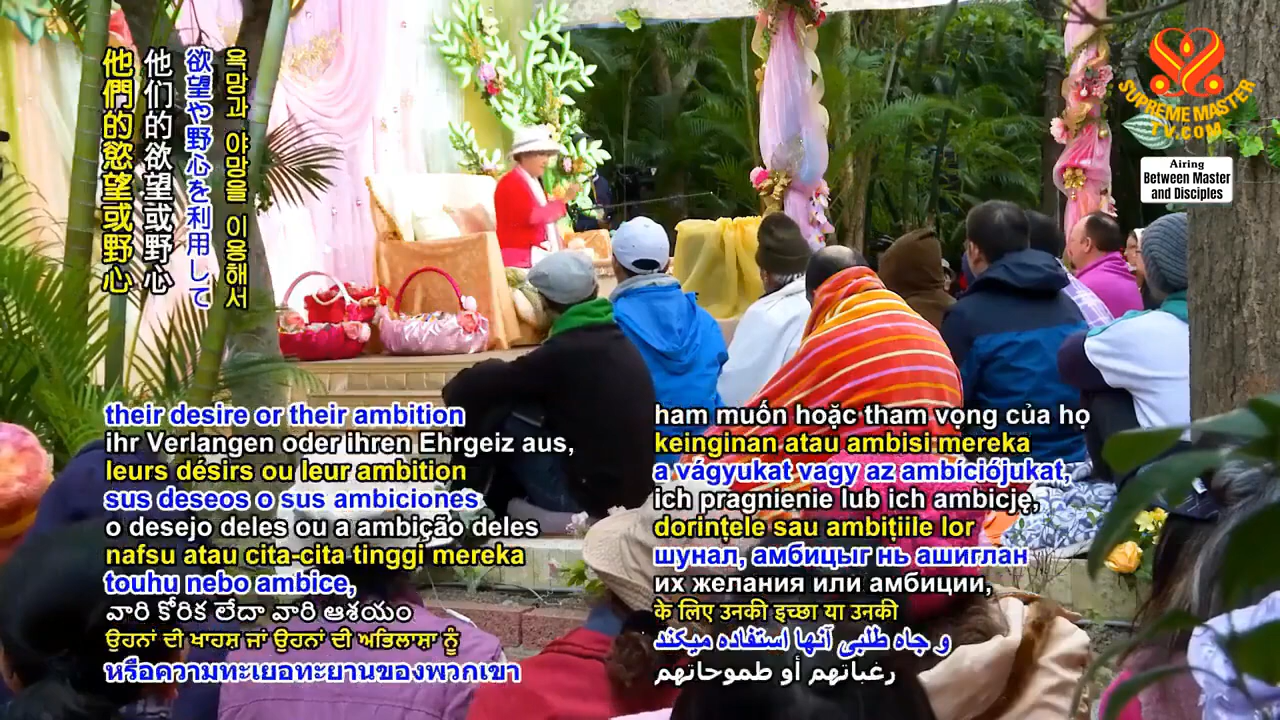 他們的慾望或野心
他们的欲望或野心
欲望や野心を利用して
욕망과 야망을 이용해서
SUPREME MASTER
TV.COM
Airing
Between Master
and Disciples
their desire or their ambition
ihr Verlangen oder ihren Ehrgeiz aus,
leurs désirs ou leur ambition
sus deseos o sus ambiciones
o desejo deles ou a ambição deles
nafsu atau cita-cita tinggi mereka
touhu nebo ambice,
వారి కోరిక లేదా వారి ఆశయం
ਉਹਨਾਂ ਦੀ ਖਾਹਸ਼ ਜਾਂ ਉਹਨਾਂ ਦੀ ਅਭਿਲਾਸ਼ਾ ਨੂੰ
หรือความทะเยอทะยานของพวกเขา
ham muốn hoặc tham vọng của họ
keinginan atau ambisi mereka
a vágyukat vagy az ambíciójukat,
ich pragnienie lub ich ambicję,
dorințele sau ambițiile lor
шунал, амбицыг нь ашиглан
их желания или амбиции,
के लिए उनकी इच्छा या उनकी
و جاه طلبی آنها استفاده میکند
رغباتهم أو طموحاتهم